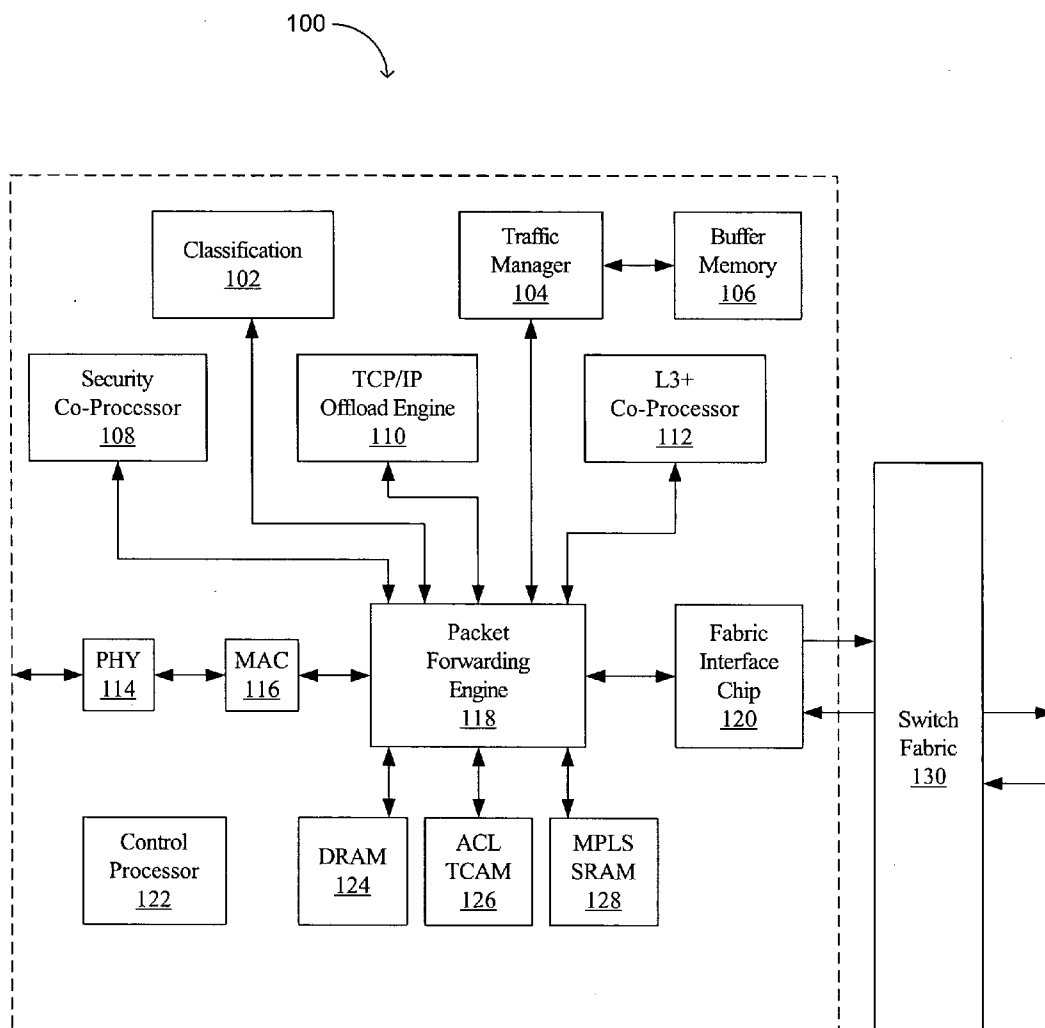 100
Classification
102
Traffic
Manager
104
Buffer
Memory
106
Security
Co-Processor
108
TCP/IP
Offload Engine
110
L3+
Co-Processor
112
PHY
114
MAC
116
Packet
Forwarding
Engine
118
Fabric
Interface
Chip
120
Switch
Fabric
130
Control
Processor
122
DRAM
124
ACL
TCAM
126
MPLS
SRAM
128